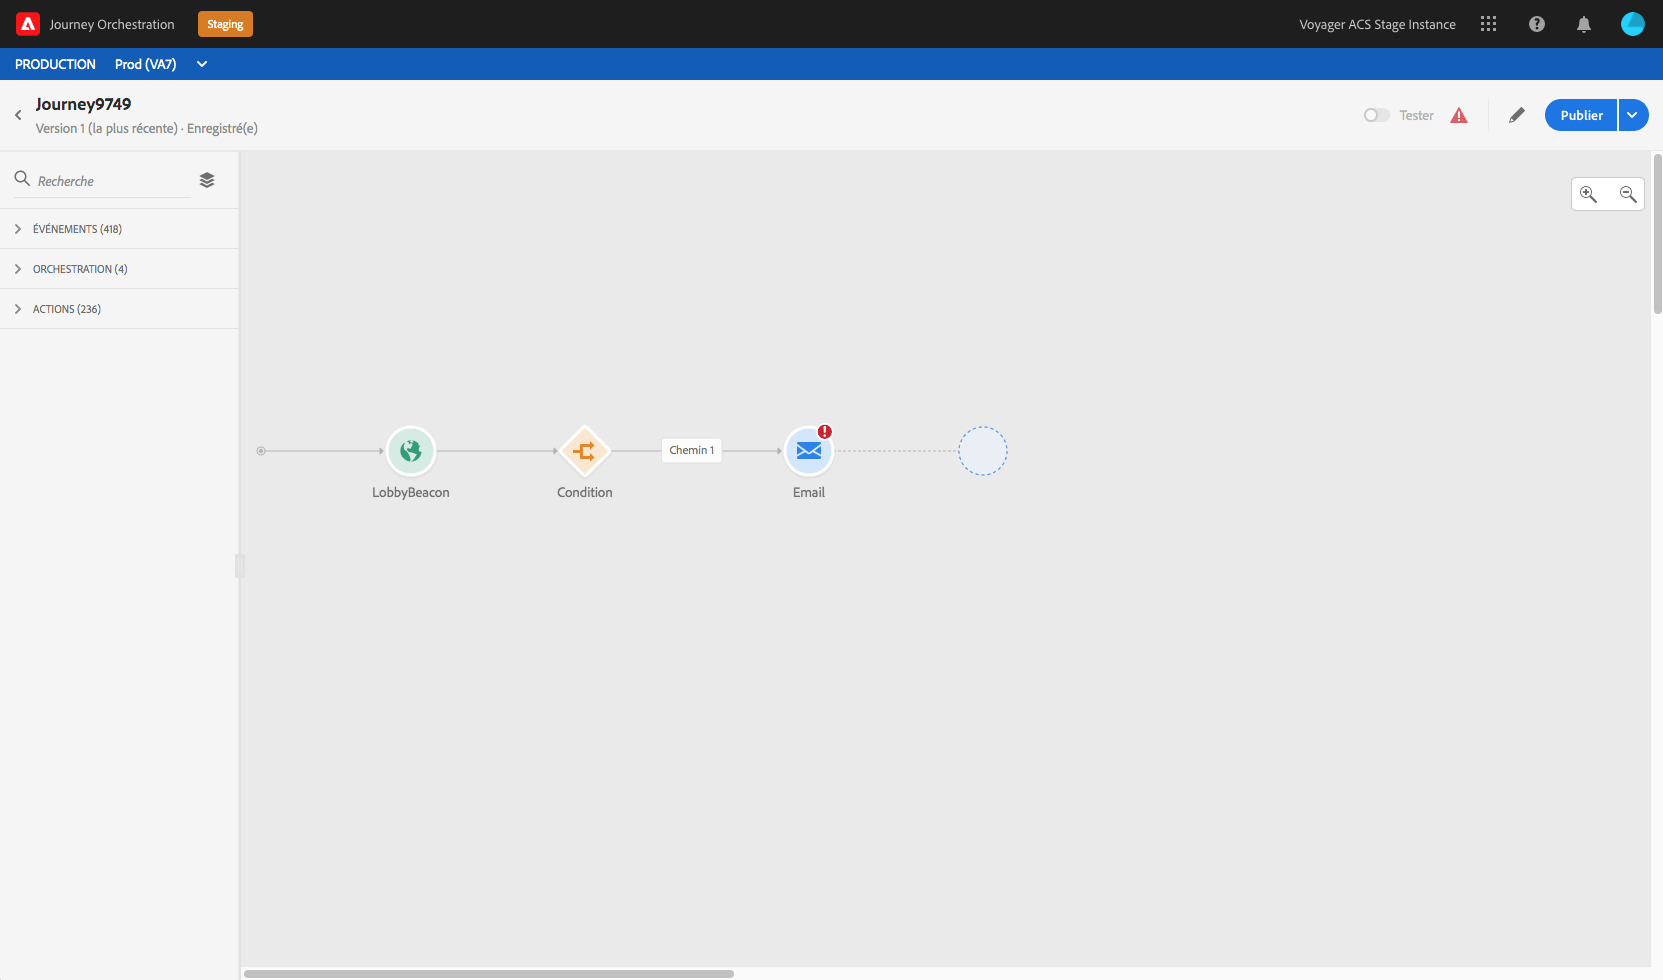 Journey Orchestration
Staging
Voyager ACS Stage Instance
PRODUCTION
Prod (VA7)
Journey9749
Version 1 (la plus récente) · Enregistré(e)
Tester
Publier
Recherche
ÉVÉNEMENTS (418)
ORCHESTRATION (4)
ACTIONS (236)
Chemin 1
LobbyBeacon
Condition
Email